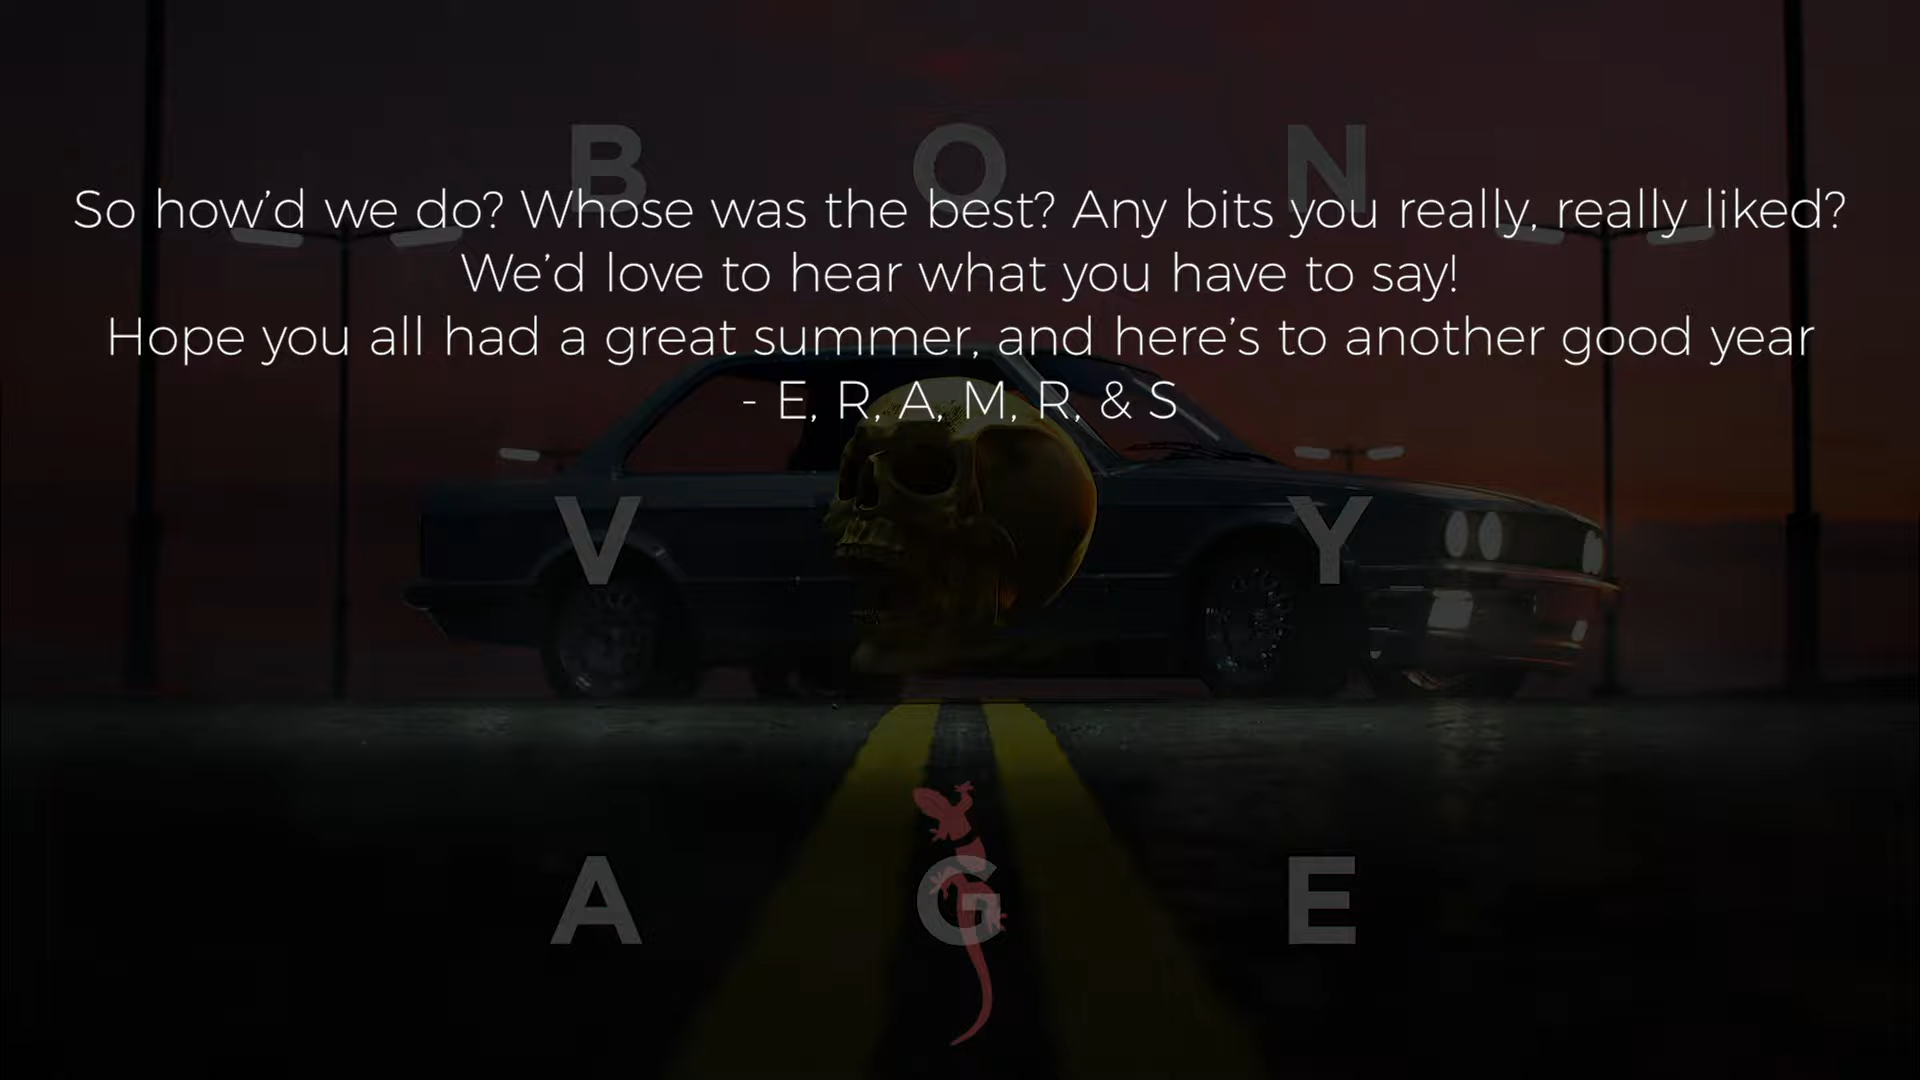 B O N
So how’d we do? Whose was the best? Any bits you really, really liked?
We’d love to hear what you have to say!
Hope you all had a great summer, and here’s to another good year
- E, R, A, M, R, & S
V Y
A G E